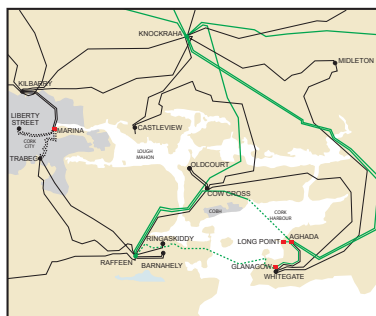 KNOCKRAHA
MIDLETON
KILBARRY
LIBERTY
STREET
MARINA
CORK
CITY
CASTLEVIEW
TRABEG
LOUGH
MAHON
OLDCOURT
COW CROSS
COBH
CORK
HARBOUR
RINGASKIDDY
LONG POINT
AGHADA
BARNAHELY
RAFFEEN
GLANAGOW
WHITEGATE